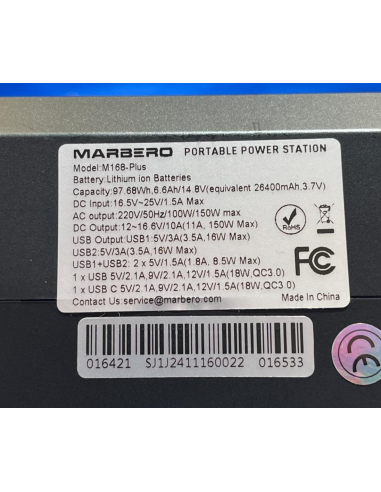 MARBERO PORTABLE POWER STATION
Model:M168-Plus
Battery:Lithium ion Batteries
Capacity:97.68Wh,6.6Ah/14.8V(equivalent 26400mAh,3.7V)
DC Input:16.5V~25V/1.5A Max
AC output:220V/50Hz/100W/150W max
DC Output:12~16.6V/10A(11A, 150W Max)
USB Output:USB1:5V/3A(3.5A,16W Max)
USB2:5V/3A(3.5A,16W Max)
USB1+USB2: 2 x 5V/1.5A(1.8A, 8.5W Max)
1 x USB 5V/2.1A,9V/2.1A,12V/1.5A(18W,QC3.0)
1 x USB C 5V/2.1A,9V/2.1A,12V/1.5A(18W,QC3.0)
Contact Us:service@marbero.com
Made In China
RoHS
FC
CE
016421 SJ1J2411160022 016533